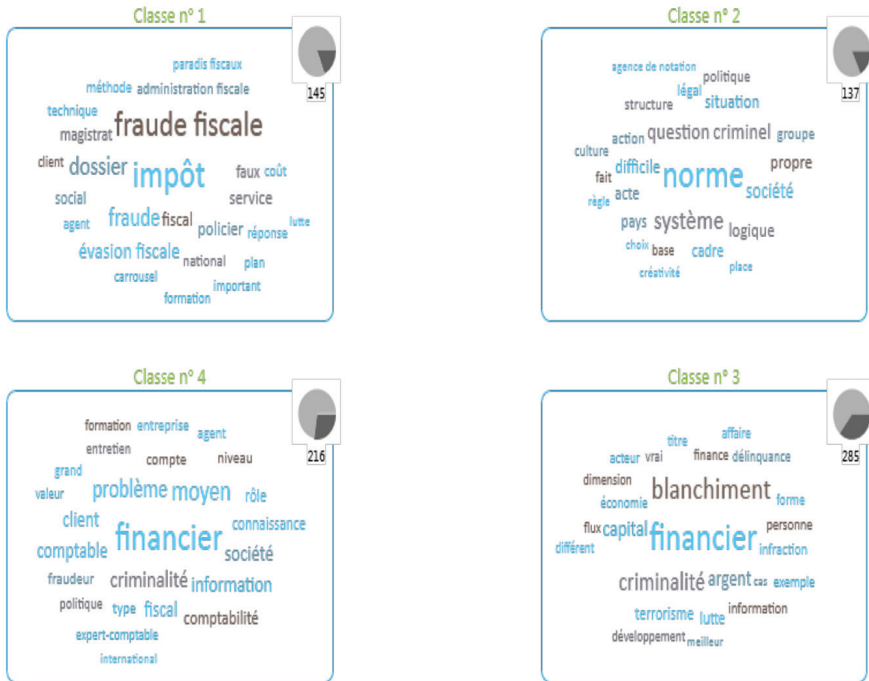 Classe n° 1
145
paradis fiscaux
méthode administration fiscale
technique
magistrat fraude fiscale
client dossier impôt faux coût
social service
agent fraude fiscal policier réponse lutte
évasion fiscale national plan
carrousel important
formation
Classe n° 2
137
agence de notation politique
légal
structure situation
action question criminel groupe
culture
fait difficile norme propre
règle acte société
pays système logique
choix base cadre
créativité place
Classe n° 4
216
formation entreprise agent
entretien compte niveau
grand
valeur problème moyen rôle
client financier connaissance
comptable société
fraudeur criminalité information
politique type fiscal comptabilité
expert-comptable
international
Classe n° 3
285
titre affaire
acteur vrai finance délinquance
dimension blanchiment
économie forme
flux capital financier personne
différent infraction
criminalité argent cas exemple
terrorisme lutte information
développement meilleur